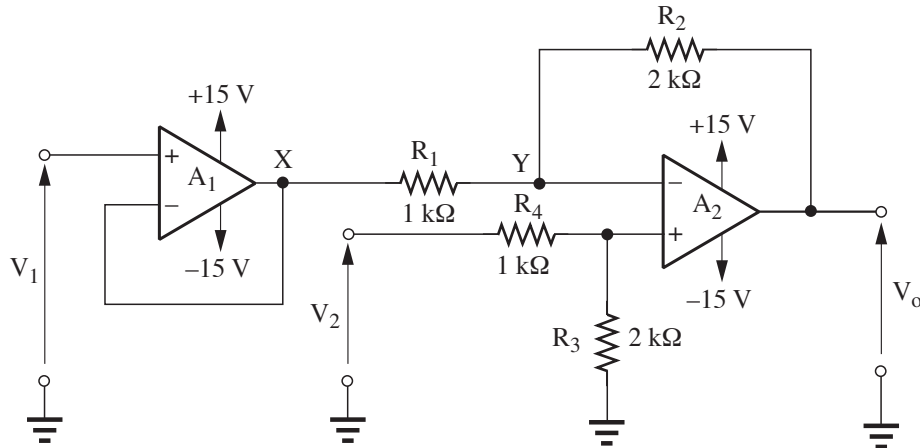 R2
2 kΩ
+15 V
+15 V
X
Y
R1
+
A1
–
–
A2
+
1 kΩ
R4
–15 V
1 kΩ
–15 V
V1
V2
Vo
R3
2 kΩ